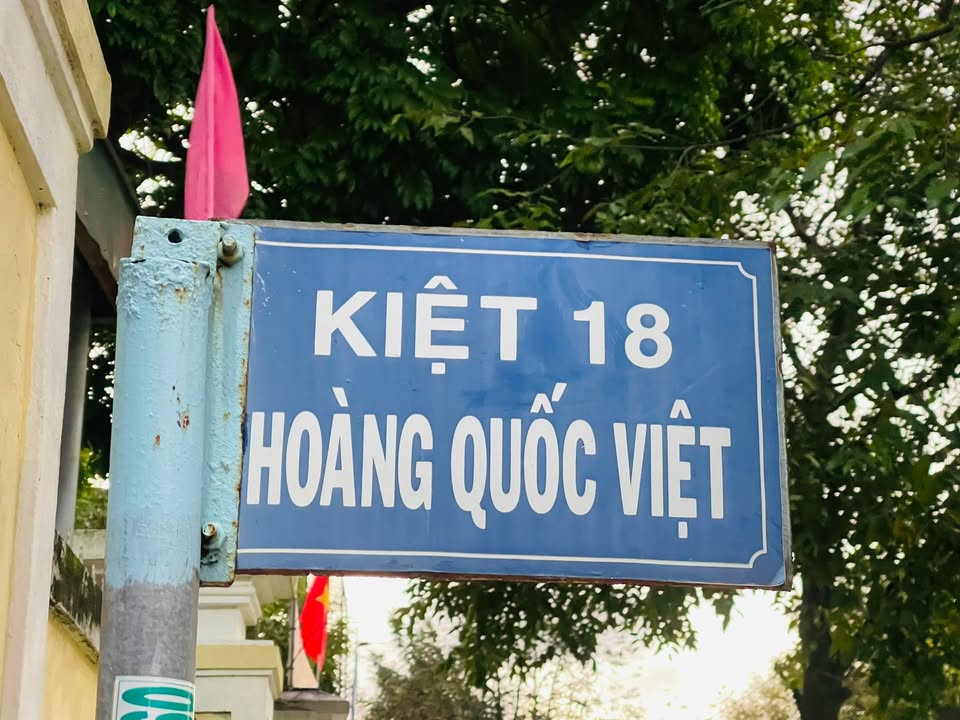 KIỆT 18
HOÀNG QUỐC VIỆT